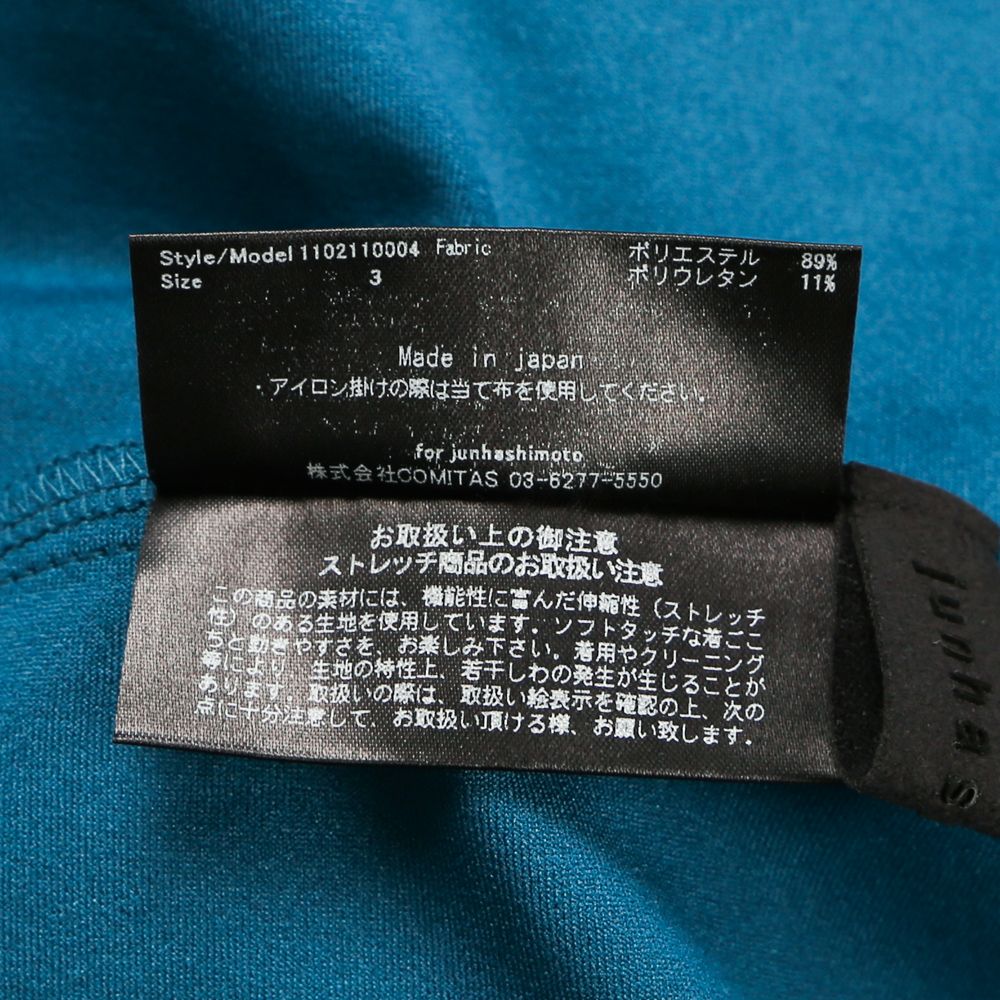 Style/Model 1102110004 Fabric ポリエステル 89%
Size 3 ポリウレタン 11%
Made in japan
・アイロン掛けの際は当て布を使用してください。
for junhashimoto
株式会社COMITAS 03-6277-5550
お取扱い上の御注意
ストレッチ商品のお取扱い注意
この商品の素材には、機能性に富んだ伸縮性（ストレッチ
性）のある生地を使用しています。ソフトタッチな着ここ
ちと動きやすさを、お楽しみ下さい。着用やクリーニング
等により、生地の特性上、若干しわの発生が生じることが
あります。取扱いの際は、取扱い絵表示を確認の上、次の
点に十分注意して、お取扱い頂ける様、お願い致します。
junhas